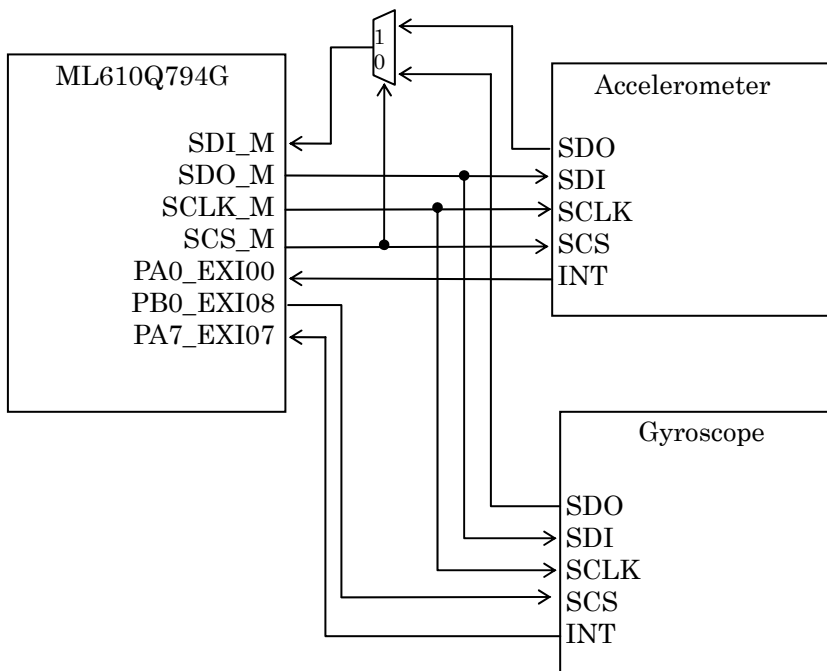 1
0
ML610Q794G
SDI_M
SDO_M
SCLK_M
SCS_M
PA0_EXI00
PB0_EXI08
PA7_EXI07
Accelerometer
SDO
SDI
SCLK
SCS
INT
Gyroscope
SDO
SDI
SCLK
SCS
INT